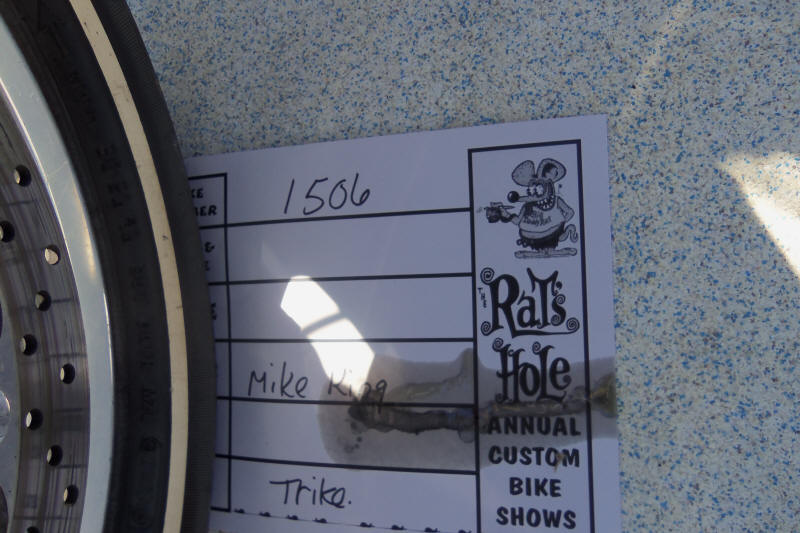 1506
Mike King
Trike.
THE
RAT'S
HOLE
ANNUAL
CUSTOM
BIKE
SHOWS